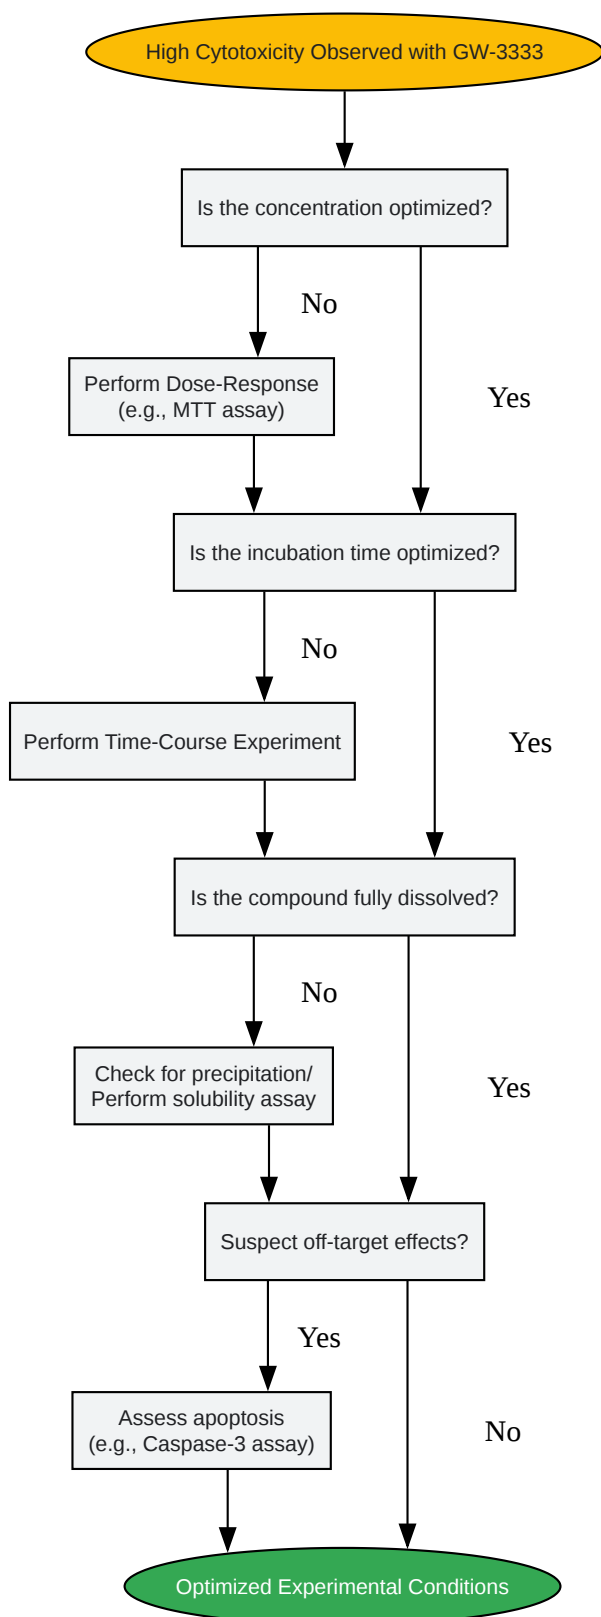 High Cytotoxicity Observed with GW-3333
Is the concentration optimized?
No
Perform Dose-Response
(e.g., MTT assay)
Yes
Is the incubation time optimized?
No
Perform Time-Course Experiment
Yes
Is the compound fully dissolved?
No
Check for precipitation/
Perform solubility assay
Yes
Suspect off-target effects?
Yes
Assess apoptosis
(e.g., Caspase-3 assay)
No
Optimized Experimental Conditions